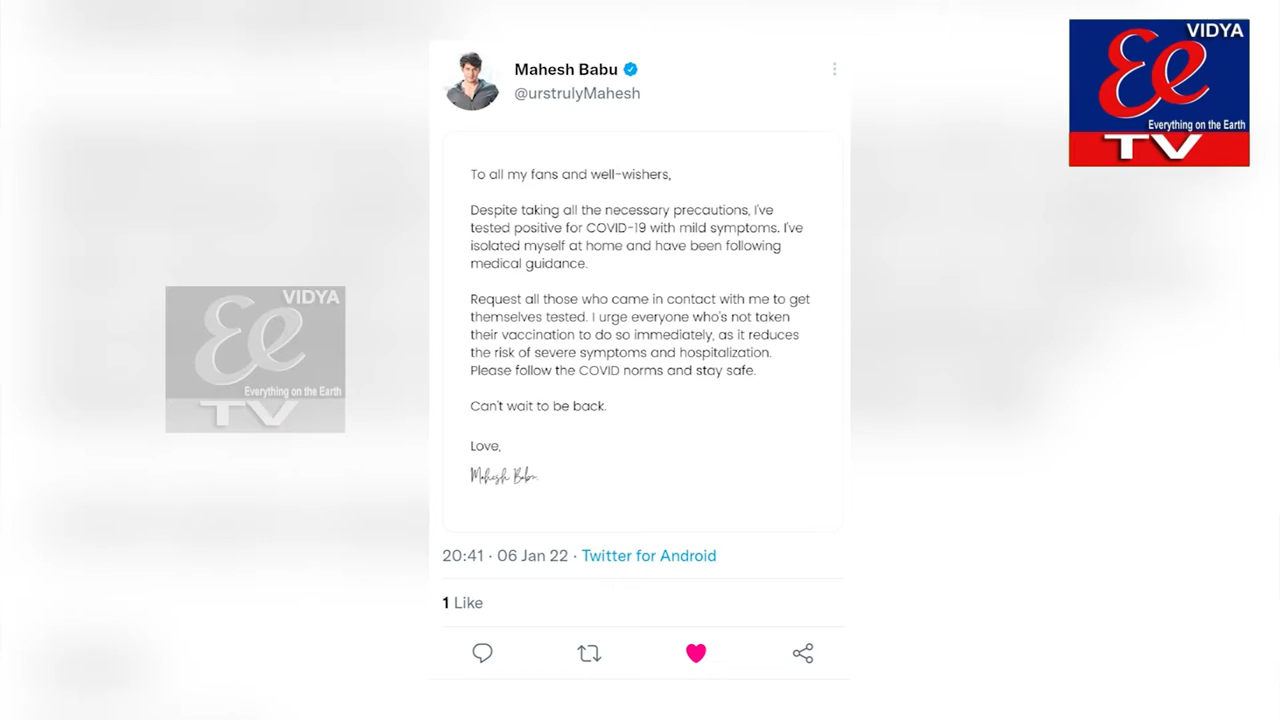 Mahesh Babu
@urstrulyMahesh
To all my fans and well-wishers,
Despite taking all the necessary precautions, I've
tested positive for COVID-19 with mild symptoms. I've
isolated myself at home and have been following
medical guidance.
Request all those who came in contact with me to get
themselves tested. I urge everyone who's not taken
their vaccination to do so immediately, as it reduces
the risk of severe symptoms and hospitalization.
Please follow the COVID norms and stay safe.
Can't wait to be back.
Love,
Mahesh Babu.
20:41 · 06 Jan 22 · Twitter for Android
1 Like
VIDYA
Ee
Everything on the Earth
TV
VIDYA
Ee
Everything on the Earth
TV